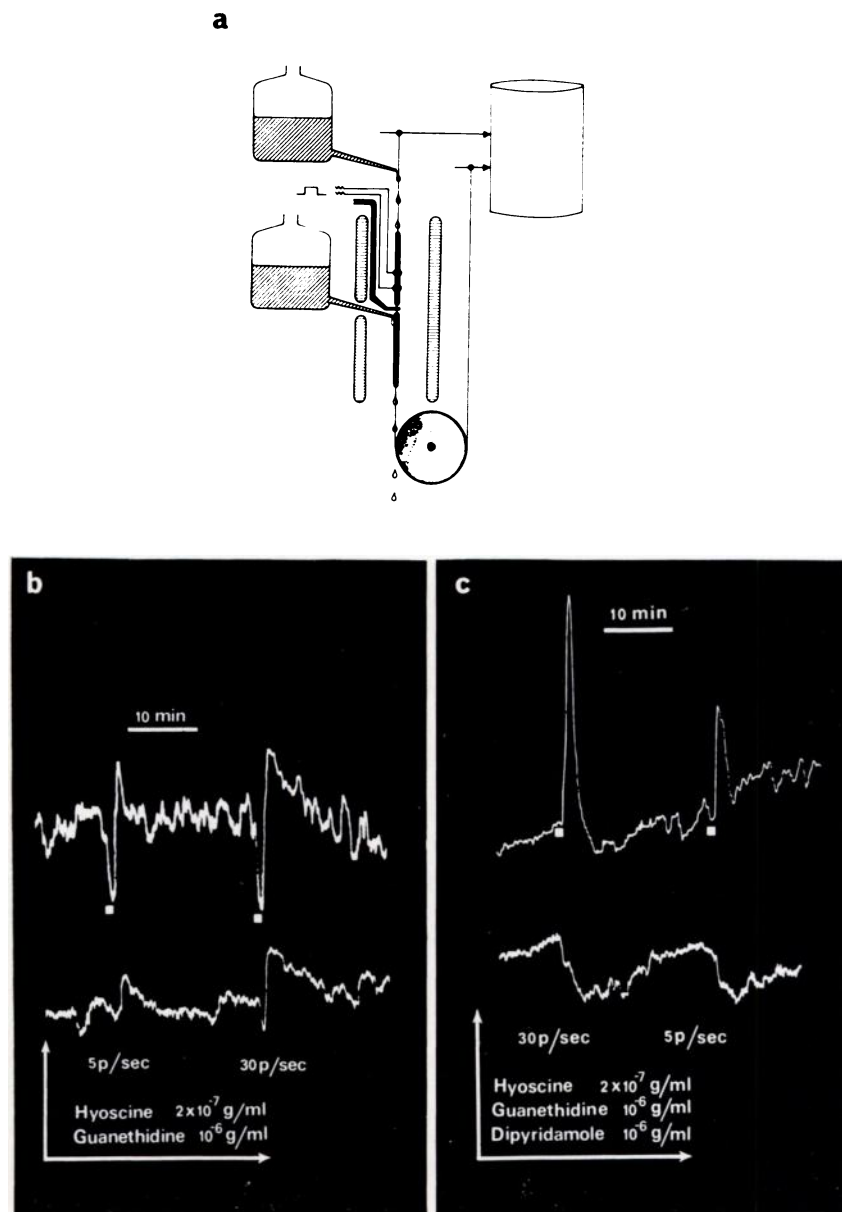 a
b
10 min
5p/sec 30p/sec
Hyoscine 2x10⁻⁷ g/ml
Guanethidine 10⁻⁶ g/ml
c
10 min
30p/sec 5p/sec
Hyoscine 2x10⁻⁷ g/ml
Guanethidine 10⁻⁶ g/ml
Dipyridamole 10⁻⁶ g/ml